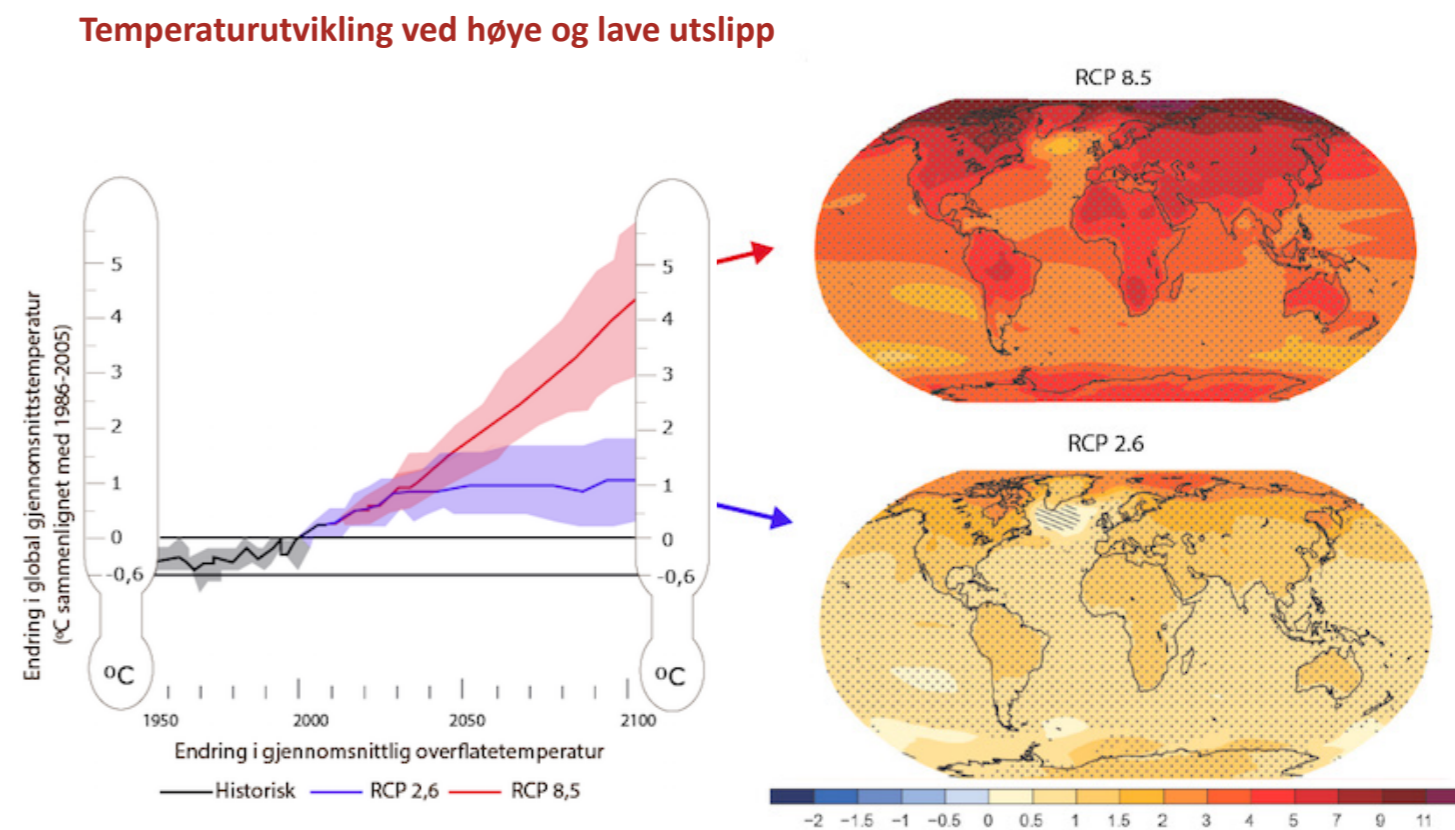 Temperaturutvikling ved høye og lave utslipp
Endring i global gjennomsnittstemperatur
(ºC sammenlignet med 1986-2005)
5
4
3
2
1
0
-0,6
ºC
5
4
3
2
1
0
-0,6
ºC
1950 2000 2050 2100
Endring i gjennomsnittlig overflatetemperatur
Historisk RCP 2,6 RCP 8,5
RCP 8.5
RCP 2.6
-2 -1.5 -1 -0.5 0 0.5 1 1.5 2 3 4 5 7 9 11